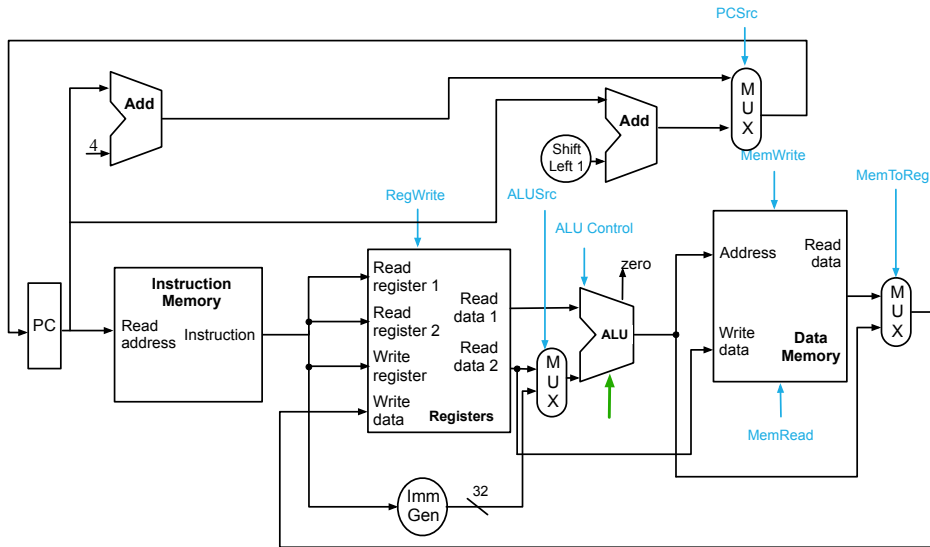 PCSrc
Add
4
Add
Shift
Left 1
M
U
X
MemWrite
RegWrite
ALUSrc
ALU Control
MemToReg
zero
PC
Instruction
Memory
Read
address
Instruction
Read
register 1
Read
register 2
Write
register
Write
data
Read
data 1
Read
data 2
Registers
M
U
X
ALU
Address
Read
data
Write
data
Data
Memory
M
U
X
MemRead
Imm
Gen
32